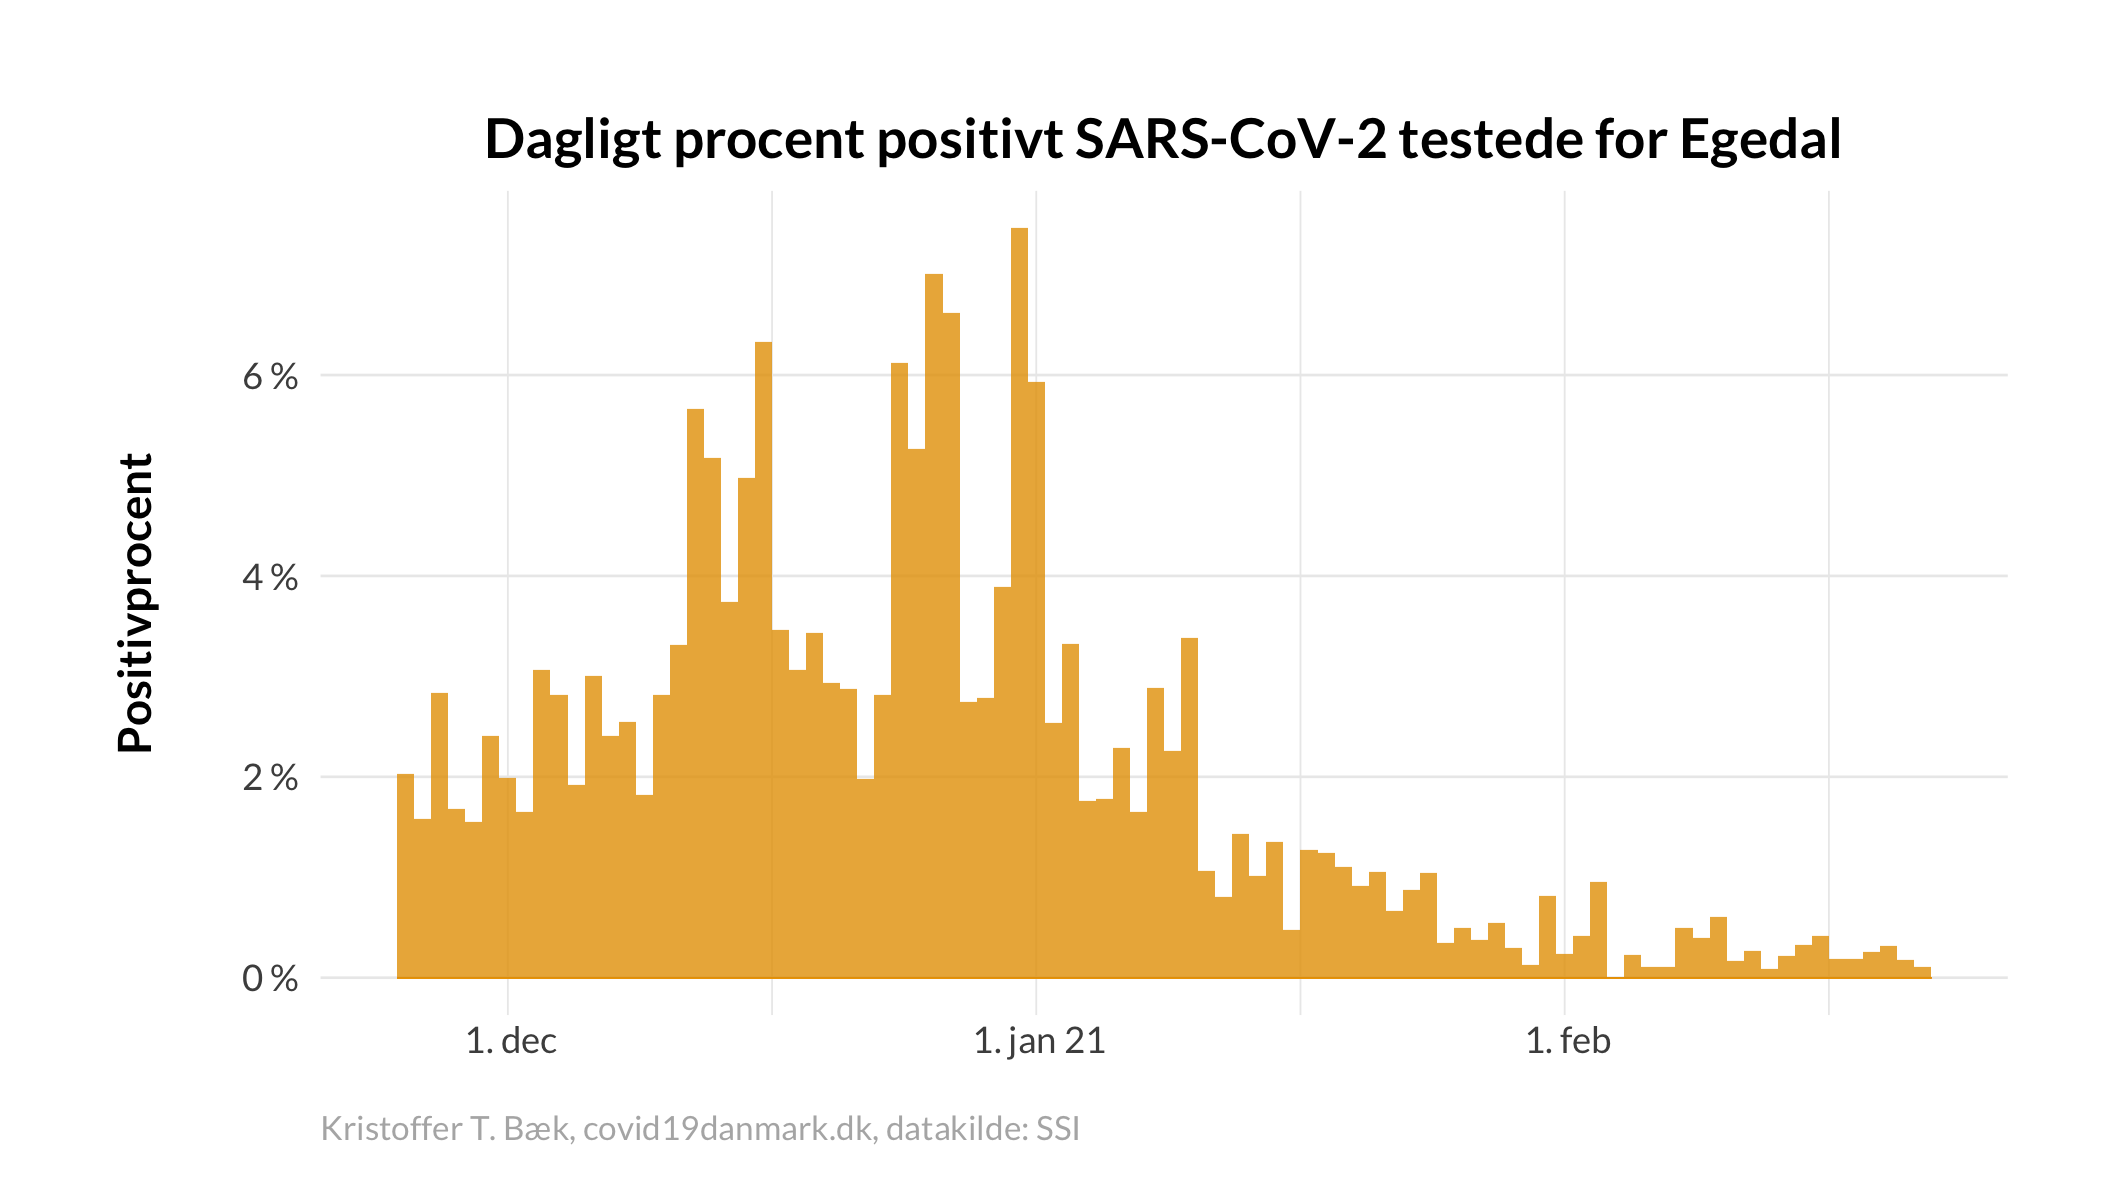 Dagligt procent positivt SARS-CoV-2 testede for Egedal
Positivprocent
6 %
4 %
2 %
0 %
1. dec
1. jan 21
1. feb
Kristoffer T. Bæk, covid19danmark.dk, datakilde: SSI